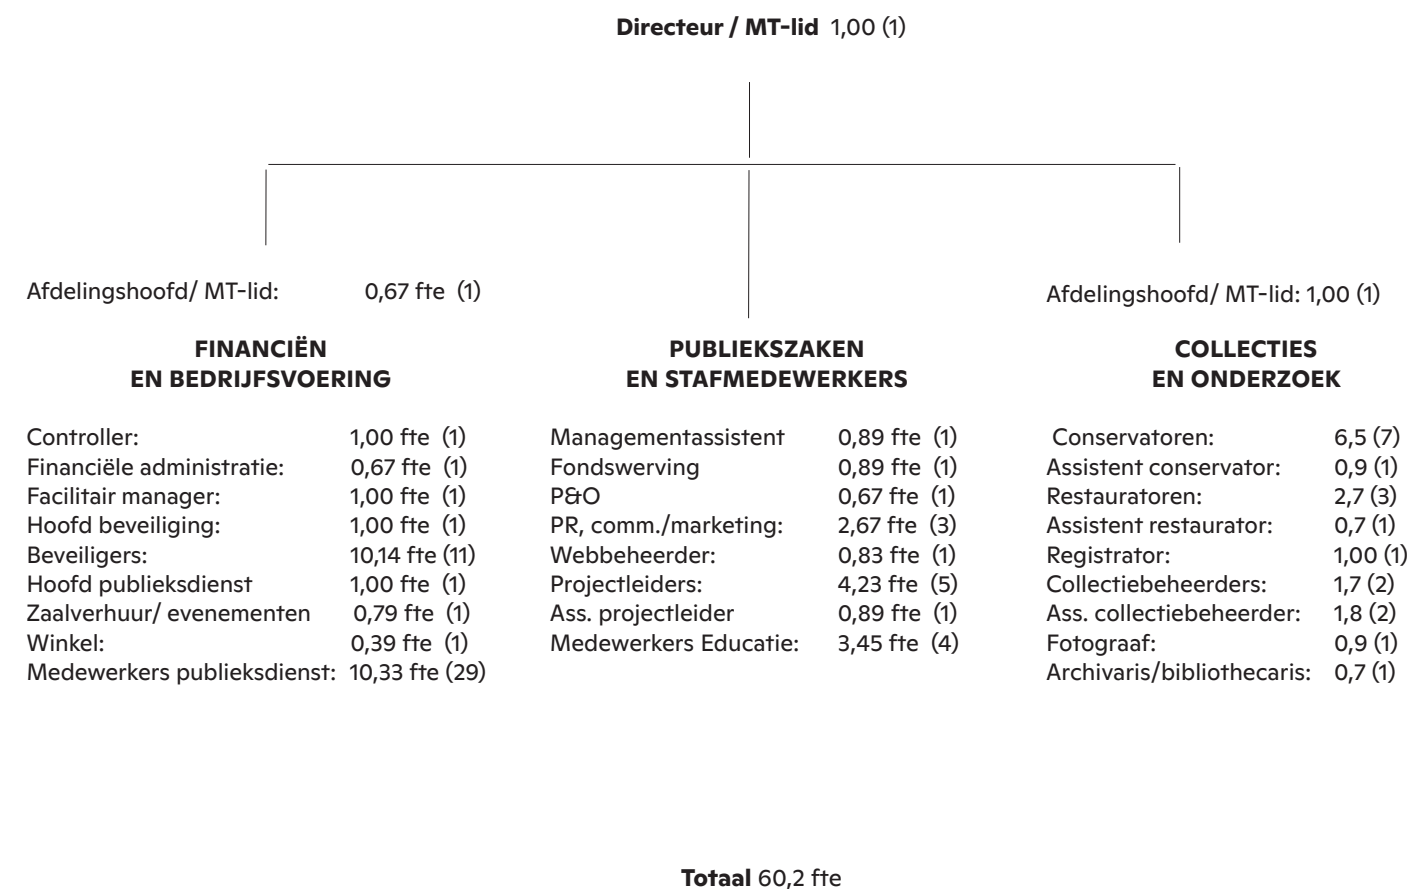 Directeur / MT-lid 1,00 (1)
Afdelingshoofd/ MT-lid: 0,67 fte (1)
FINANCIËN
EN BEDRIJFSVOERING
Controller: 1,00 fte (1)
Financiële administratie: 0,67 fte (1)
Facilitair manager: 1,00 fte (1)
Hoofd beveiliging: 1,00 fte (1)
Beveiligers: 10,14 fte (11)
Hoofd publieksdienst 1,00 fte (1)
Zaalverhuur/ evenementen 0,79 fte (1)
Winkel: 0,39 fte (1)
Medewerkers publieksdienst: 10,33 fte (29)
PUBLIEKSZAKEN
EN STAFMEDEWERKERS
Managementassistent 0,89 fte (1)
Fondswerving 0,89 fte (1)
P&O 0,67 fte (1)
PR, comm./marketing: 2,67 fte (3)
Webbeheerder: 0,83 fte (1)
Projectleiders: 4,23 fte (5)
Ass. projectleider 0,89 fte (1)
Medewerkers Educatie: 3,45 fte (4)
Afdelingshoofd/ MT-lid: 1,00 (1)
COLLECTIES
EN ONDERZOEK
Conservatoren: 6,5 (7)
Assistent conservator: 0,9 (1)
Restauratoren: 2,7 (3)
Assistent restaurator: 0,7 (1)
Registrator: 1,00 (1)
Collectiebeheerders: 1,7 (2)
Ass. collectiebeheerder: 1,8 (2)
Fotograaf: 0,9 (1)
Archivaris/bibliothecaris: 0,7 (1)
Totaal 60,2 fte